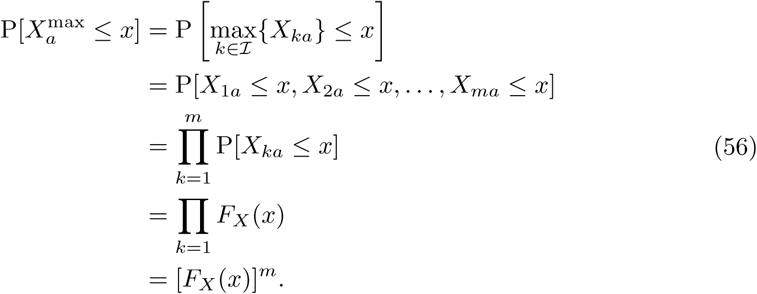 P[X_a^{max} ≤ x] = P [max_{k∈ℐ}{X_{ka}} ≤ x]
= P[X_{1a} ≤ x, X_{2a} ≤ x, . . . , X_{ma} ≤ x]
= ∏_{k=1}^{m} P[X_{ka} ≤ x] (56)
= ∏_{k=1} F_X(x)
= [F_X(x)]^m.